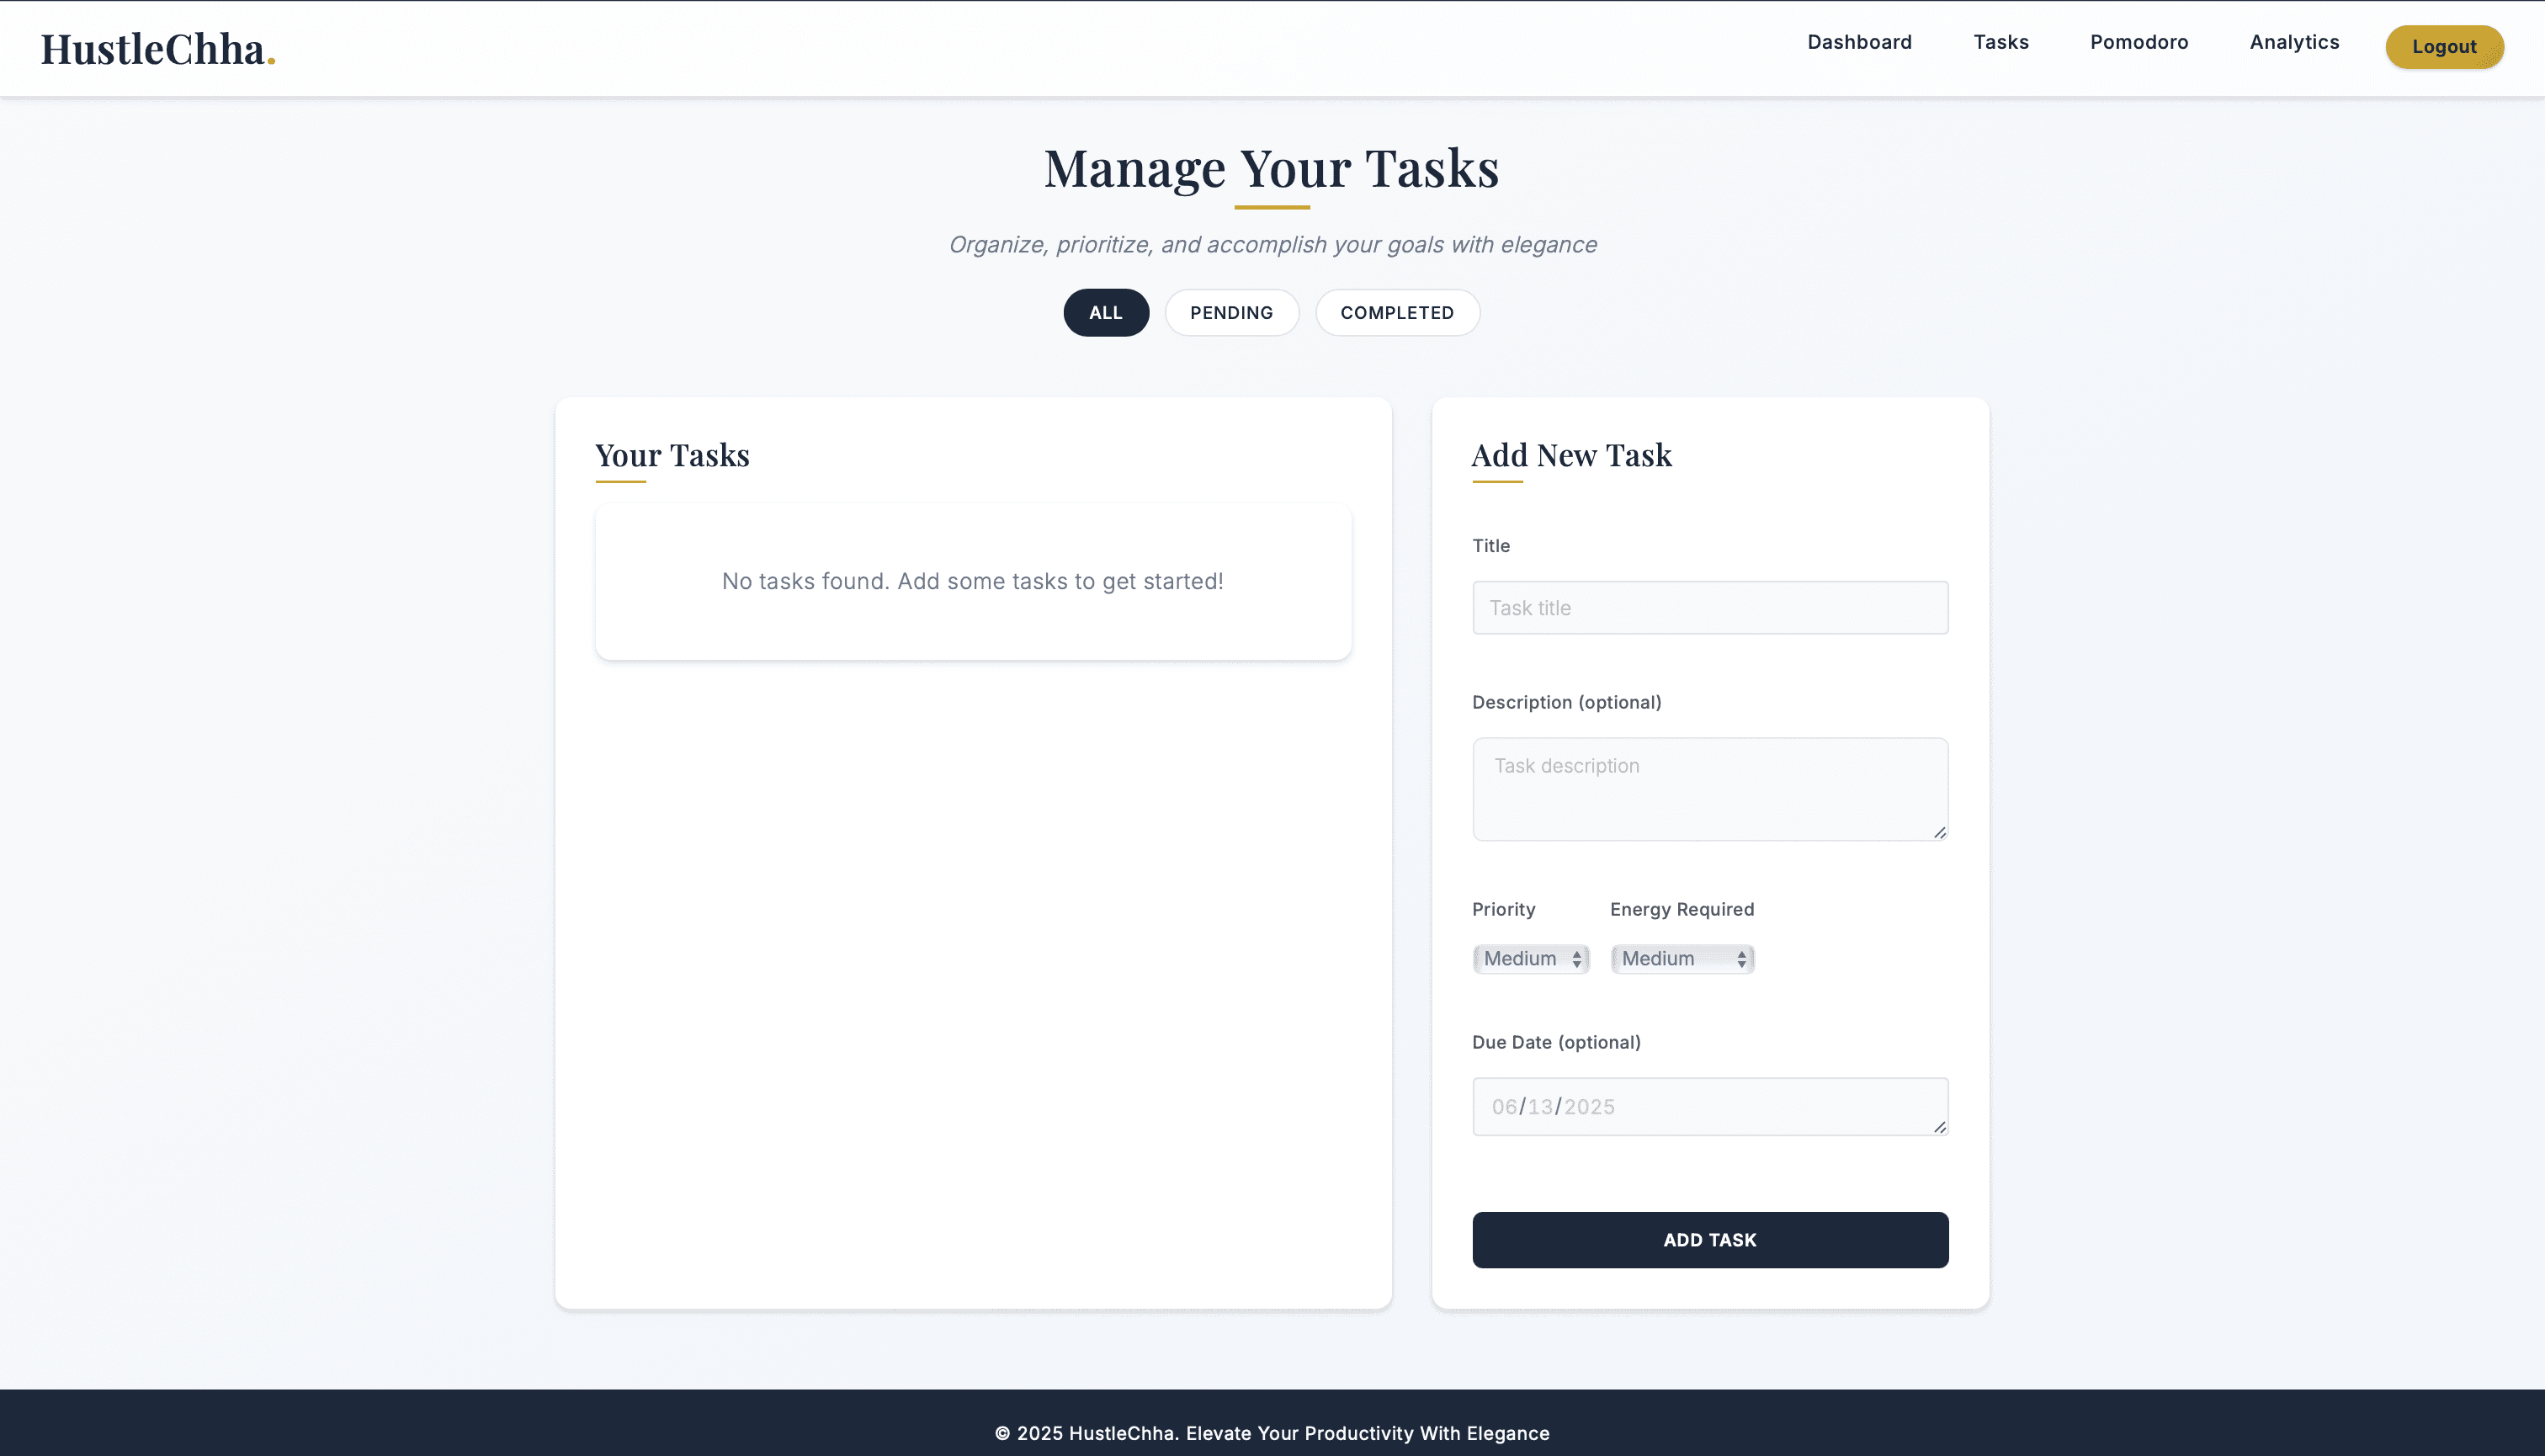 HustleChha.
Dashboard Tasks Pomodoro Analytics Logout
Manage Your Tasks
Organize, prioritize, and accomplish your goals with elegance
ALL PENDING COMPLETED
Your Tasks
No tasks found. Add some tasks to get started!
Add New Task
Title
Task title
Description (optional)
Task description
Priority Energy Required
Medium Medium
Due Date (optional)
06/13/2025
ADD TASK
© 2025 HustleChha. Elevate Your Productivity With Elegance